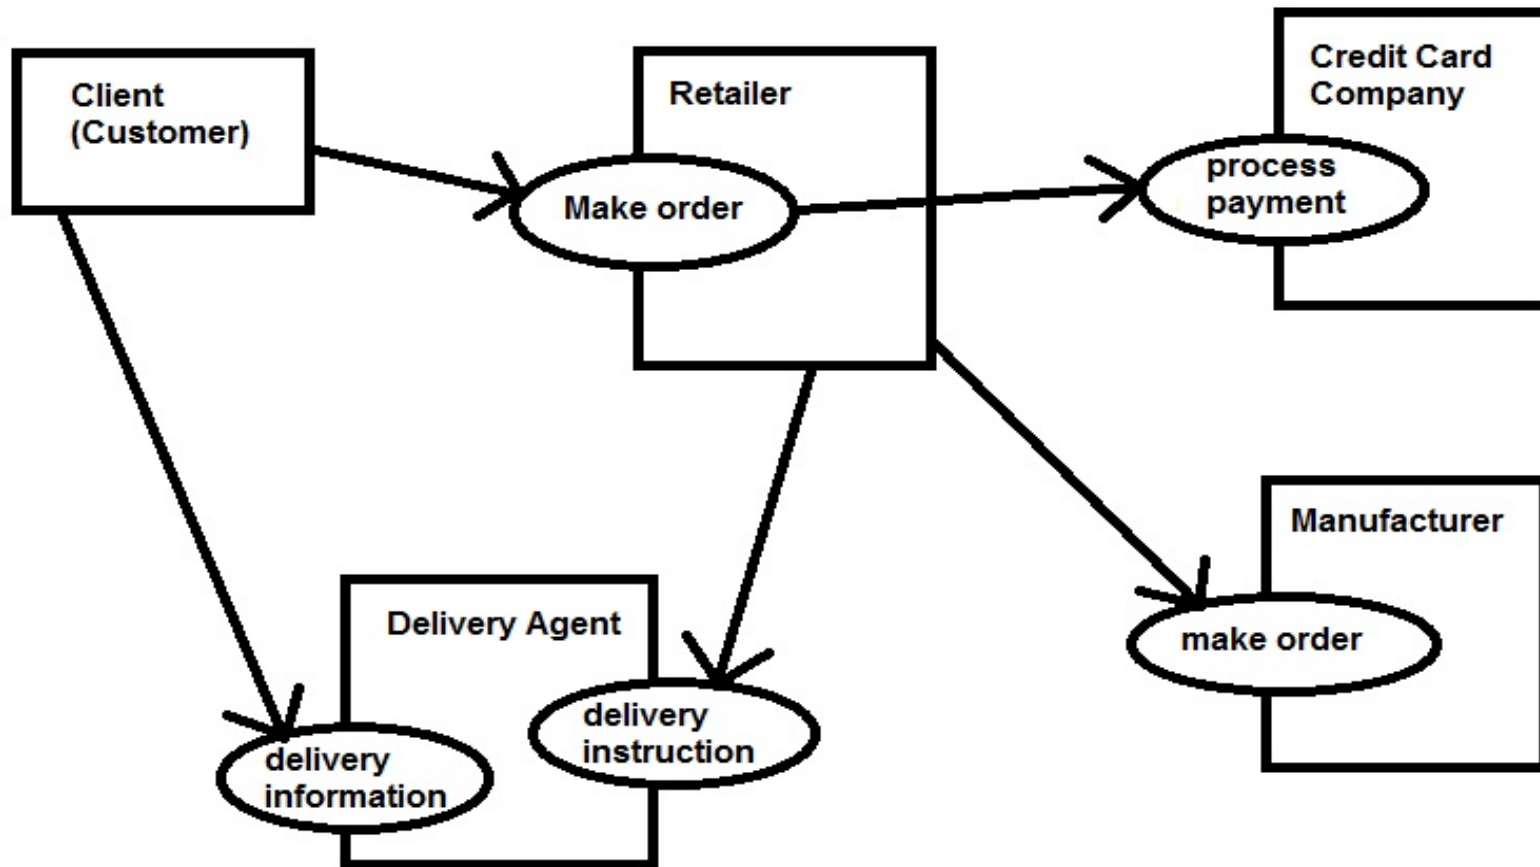 Client
(Customer)
Retailer
Credit Card
Company
Make order
process
payment
Manufacturer
make order
Delivery Agent
delivery
instruction
delivery
information